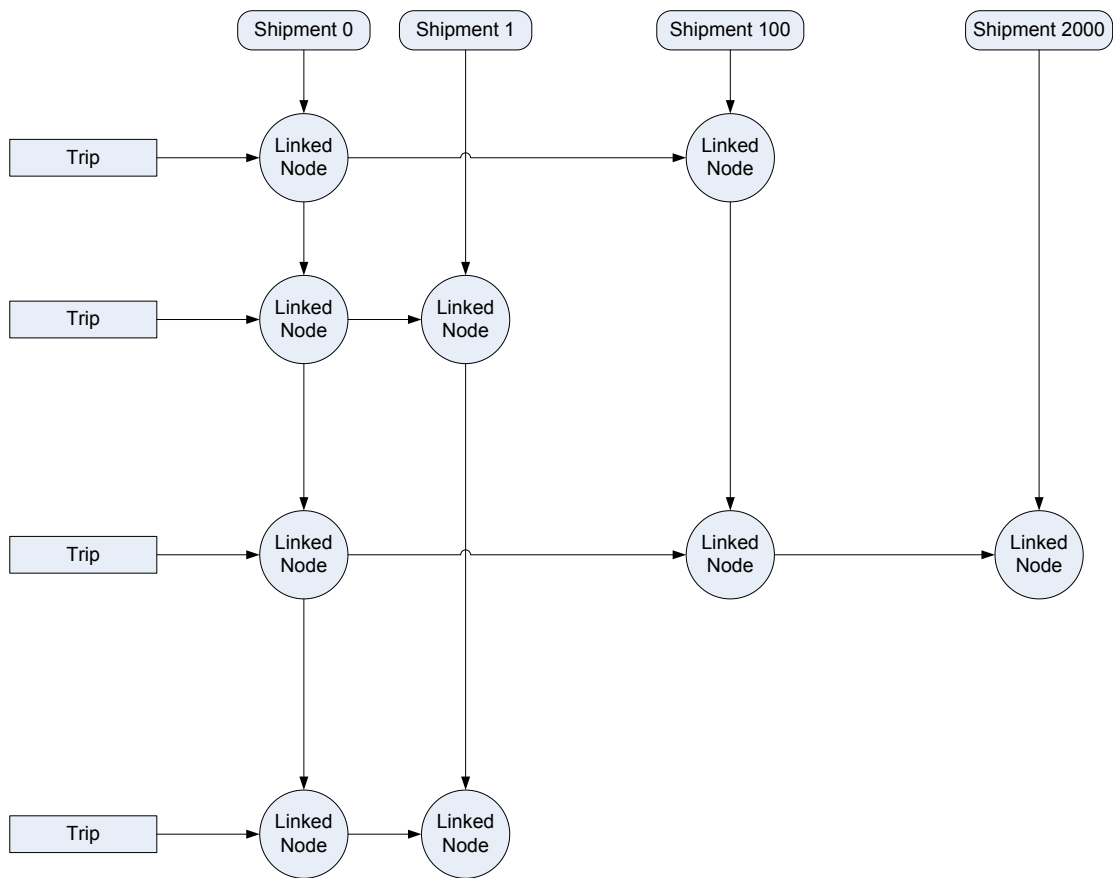 Shipment 0
Shipment 1
Shipment 100
Shipment 2000
Trip
Linked
Node
Linked
Node
Trip
Linked
Node
Linked
Node
Trip
Linked
Node
Linked
Node
Linked
Node
Trip
Linked
Node
Linked
Node